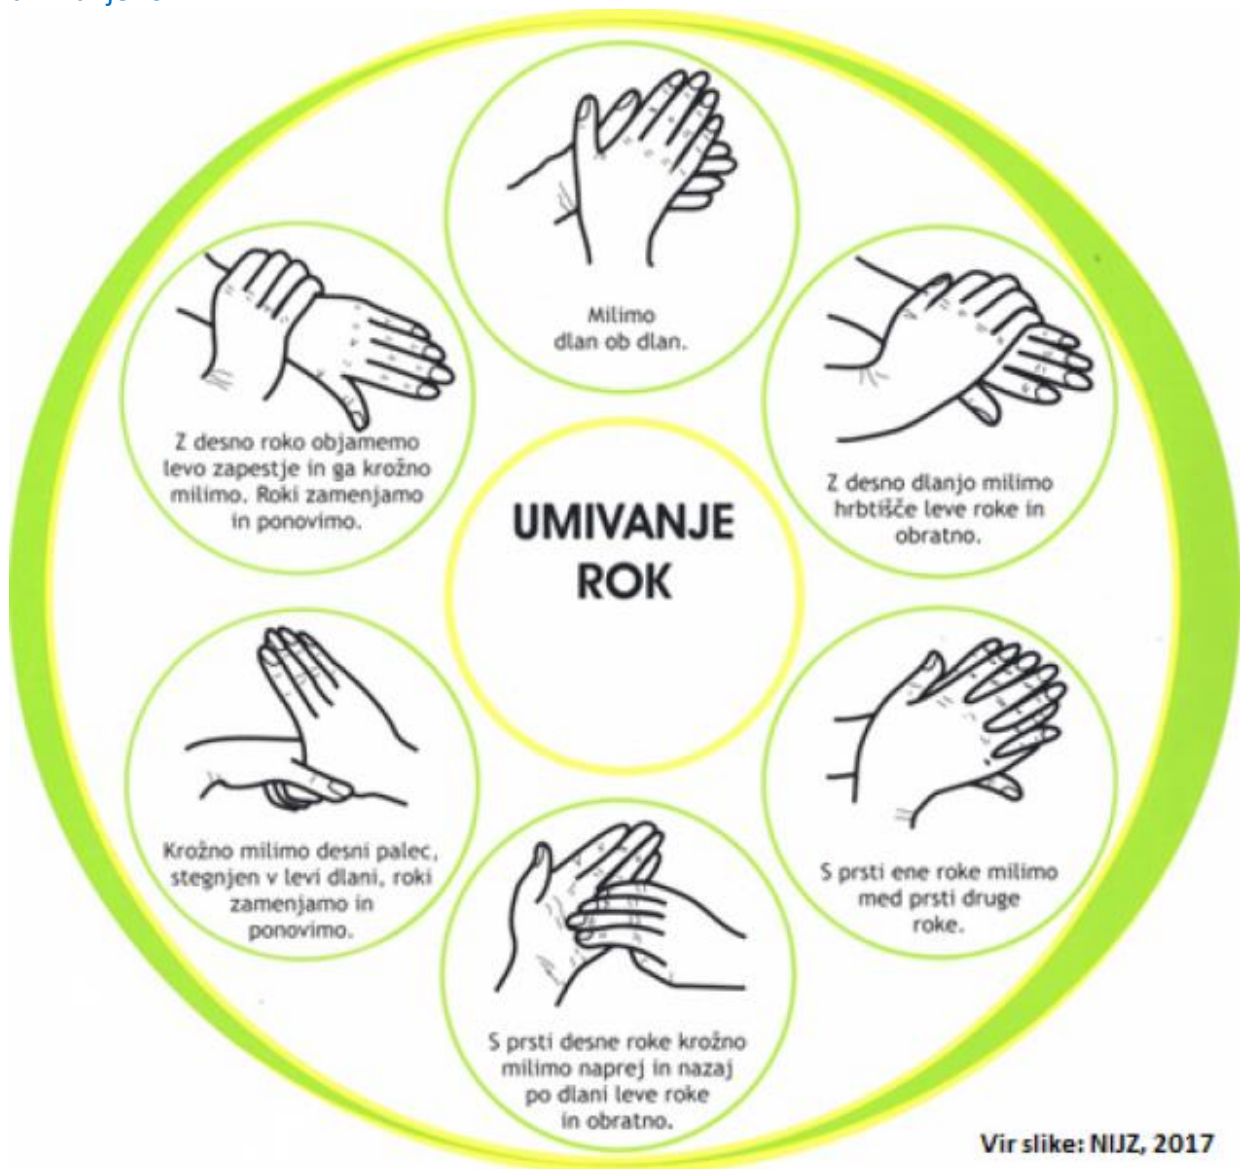 UMIVANJE
ROK
Milimo
dlan ob dlan.
Z desno dlanjo milimo
hrbtišče leve roke in
obratno.
S prsti ene roke milimo
med prsti druge
roke.
S prsti desne roke krožno
milimo naprej in nazaj
po dlani leve roke
in obratno.
Krožno milimo desni palec,
stegnjen v levi dlani, roki
zamenjamo in
ponovimo.
Z desno roko objamemo
levo zapestje in ga krožno
milimo. Roki zamenjamo
in ponovimo.
Vir slike: NIJZ, 2017